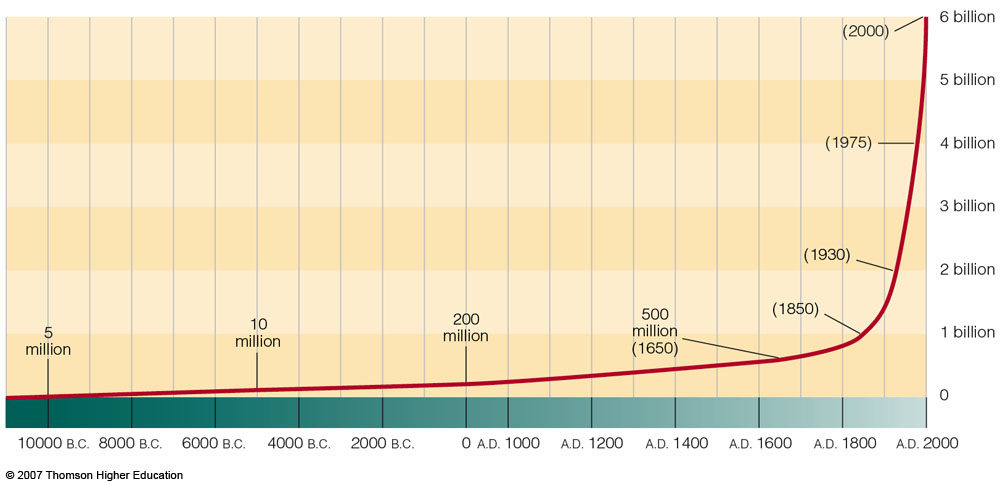 (2000)
6 billion
5 billion
(1975)
4 billion
3 billion
(1930)
2 billion
(1850)
1 billion
5
million
10
million
200
million
500
million
(1650)
0
10000 B.C.
8000 B.C.
6000 B.C.
4000 B.C.
2000 B.C.
0
A.D. 1000
A.D. 1200
A.D. 1400
A.D. 1600
A.D. 1800
A.D. 2000
© 2007 Thomson Higher Education